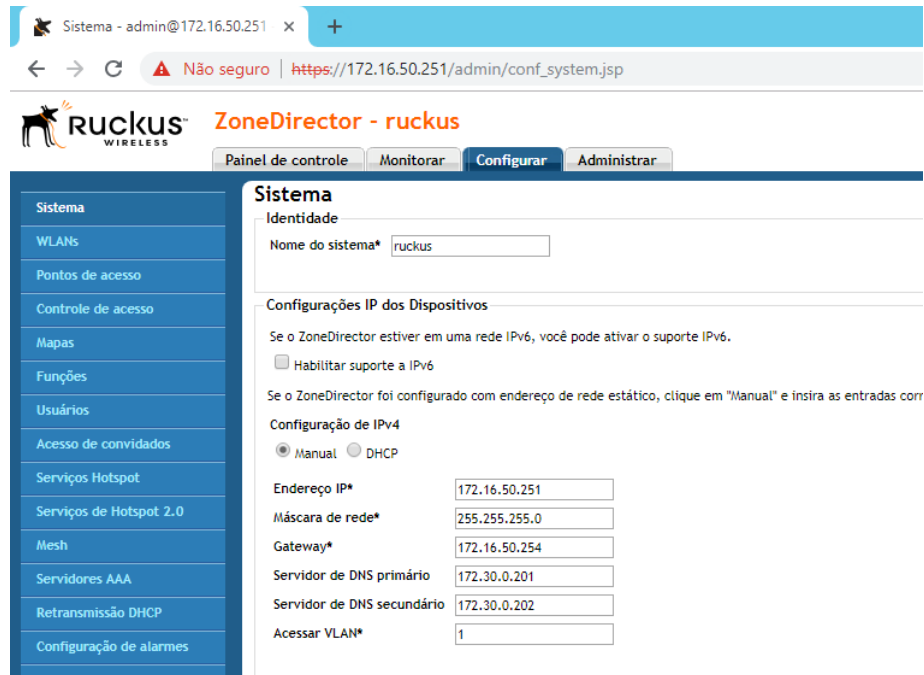 Sistema - admin@172.16.50.251
Não seguro | https://172.16.50.251/admin/conf_system.jsp
RUCKUS WIRELESS
ZoneDirector - ruckus
Painel de controle Monitorar Configurar Administrar
Sistema
WLANs
Pontos de acesso
Controle de acesso
Mapas
Funções
Usuários
Acesso de convidados
Serviços Hotspot
Serviços de Hotspot 2.0
Mesh
Servidores AAA
Retransmissão DHCP
Configuração de alarmes
Sistema
Identidade
Nome do sistema* ruckus
Configurações IP dos Dispositivos
Se o ZoneDirector estiver em uma rede IPv6, você pode ativar o suporte IPv6.
Habilitar suporte a IPv6
Se o ZoneDirector foi configurado com endereço de rede estático, clique em "Manual" e insira as entradas corr
Configuração de IPv4
Manual DHCP
Endereço IP* 172.16.50.251
Máscara de rede* 255.255.255.0
Gateway* 172.16.50.254
Servidor de DNS primário 172.30.0.201
Servidor de DNS secundário 172.30.0.202
Acessar VLAN* 1